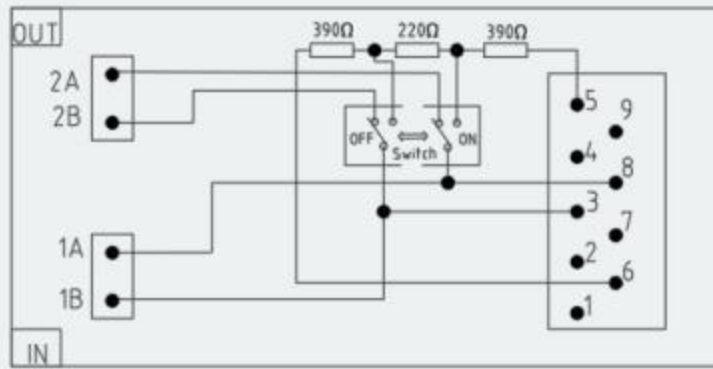 OUT
390Ω 220Ω 390Ω
2A
2B
OFF ON
Switch
5
9
4
8
3
7
2
6
1
1A
1B
IN